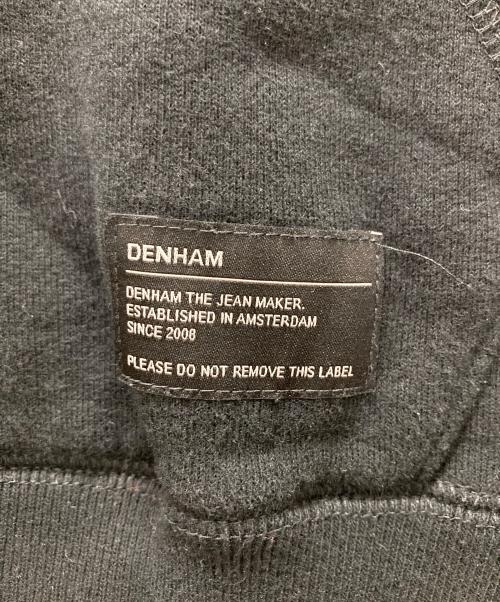 DENHAM
DENHAM THE JEAN MAKER.
ESTABLISHED IN AMSTERDAM
SINCE 2008
PLEASE DO NOT REMOVE THIS LABEL